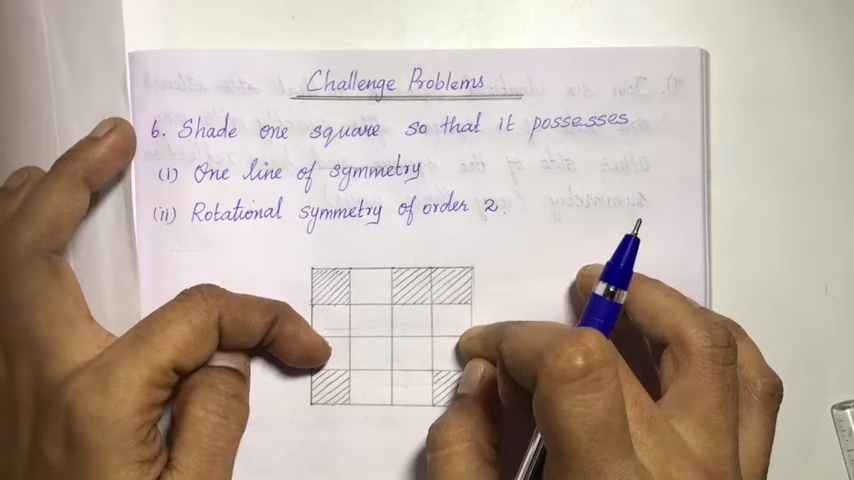 Challenge Problems
6. Shade one square so that it possesses
(i) One line of symmetry
(ii) Rotational symmetry of order 2.